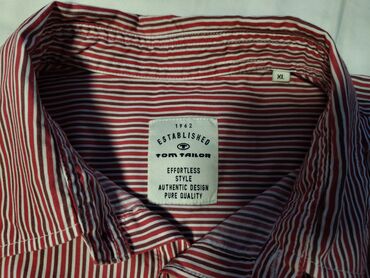 XL
1962
ESTABLISHED
TOM TAILOR
EFFORTLESS
STYLE
AUTHENTIC DESIGN
PURE QUALITY